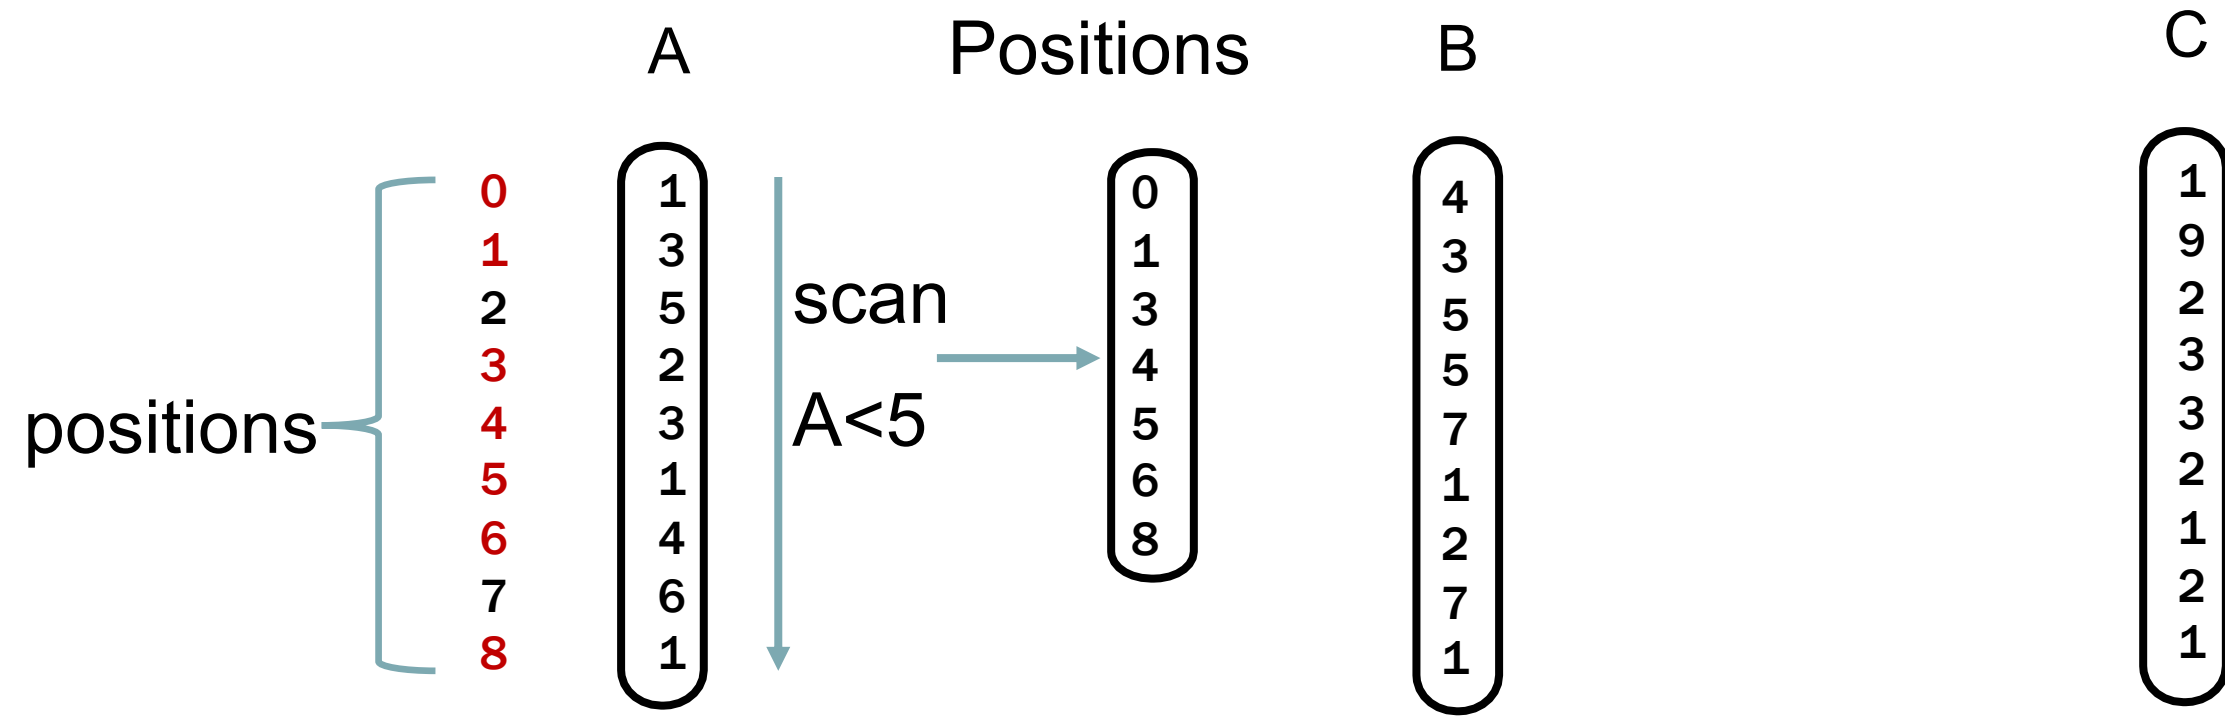 A Positions B C
0 1 0 4 1
1 3 1 3 9
2 5 scan 3 5 2
3 2 4 5 3
4 3 A<5 5 7 3
positions
5 1 6 1 2
6 4 8 2 1
7 6 7 2
8 1 1 1